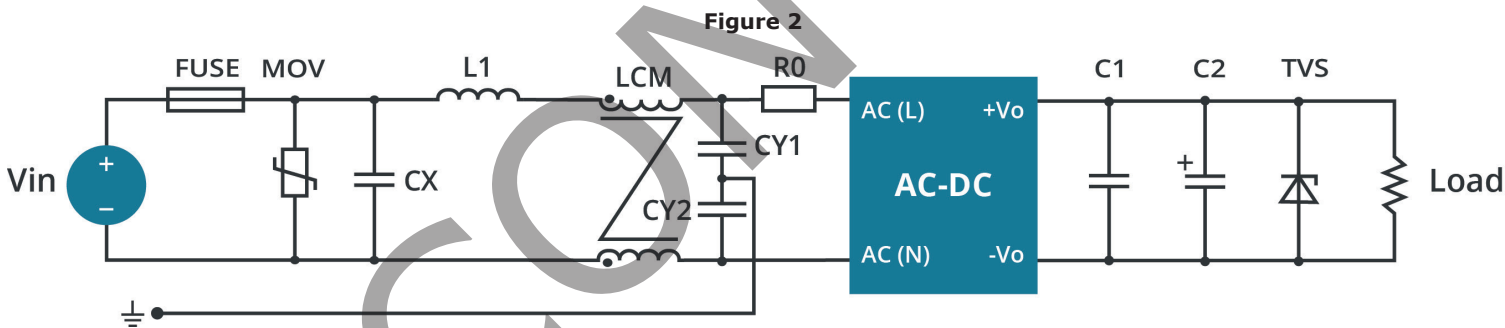 Figure 2
FUSE MOV L1 LCM R0 C1 C2 TVS
AC (L) +Vo
CY1
+
Vin
CX
AC-DC
+
Load
−
CY2
AC (N) -Vo